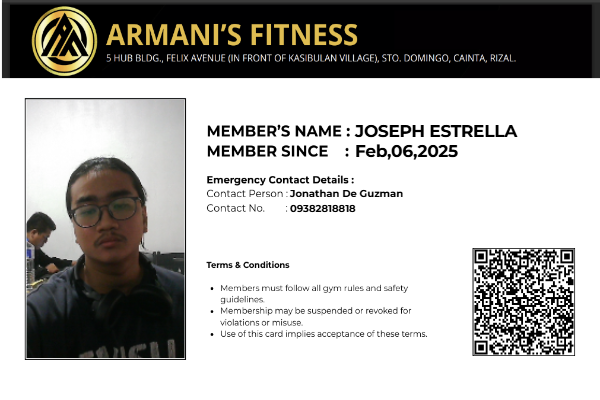 ARMANI'S FITNESS
5 HUB BLDG., FELIX AVENUE (IN FRONT OF KASIBULAN VILLAGE), STO. DOMINGO, CAINTA, RIZAL.
MEMBER'S NAME : JOSEPH ESTRELLA
MEMBER SINCE : Feb,06,2025
Emergency Contact Details :
Contact Person : Jonathan De Guzman
Contact No. : 09382818818
Terms & Conditions
• Members must follow all gym rules and safety
guidelines.
• Membership may be suspended or revoked for
violations or misuse.
• Use of this card implies acceptance of these terms.